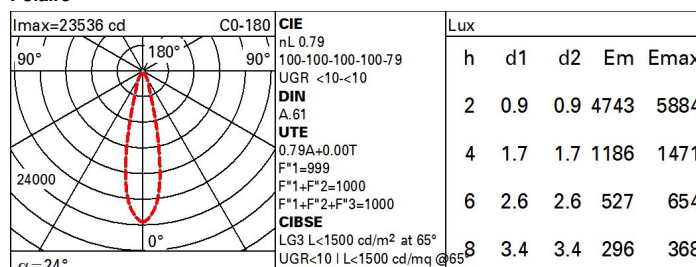 Imax=23536 cd C0-180
90° 180° 90°
24000
0°
α=24°
CIE
nL 0.79
100-100-100-100-79
UGR <10-<10
DIN
A.61
UTE
0.79A+0.00T
F"1=999
F"1+F"2=1000
F"1+F"2+F"3=1000
CIBSE
LG3 L<1500 cd/m² at 65°
UGR<10 | L<1500 cd/mq @65°
Lux
h d1 d2 Em Emax
2 0.9 0.9 4743 5884
4 1.7 1.7 1186 1471
6 2.6 2.6 527 654
8 3.4 3.4 296 368